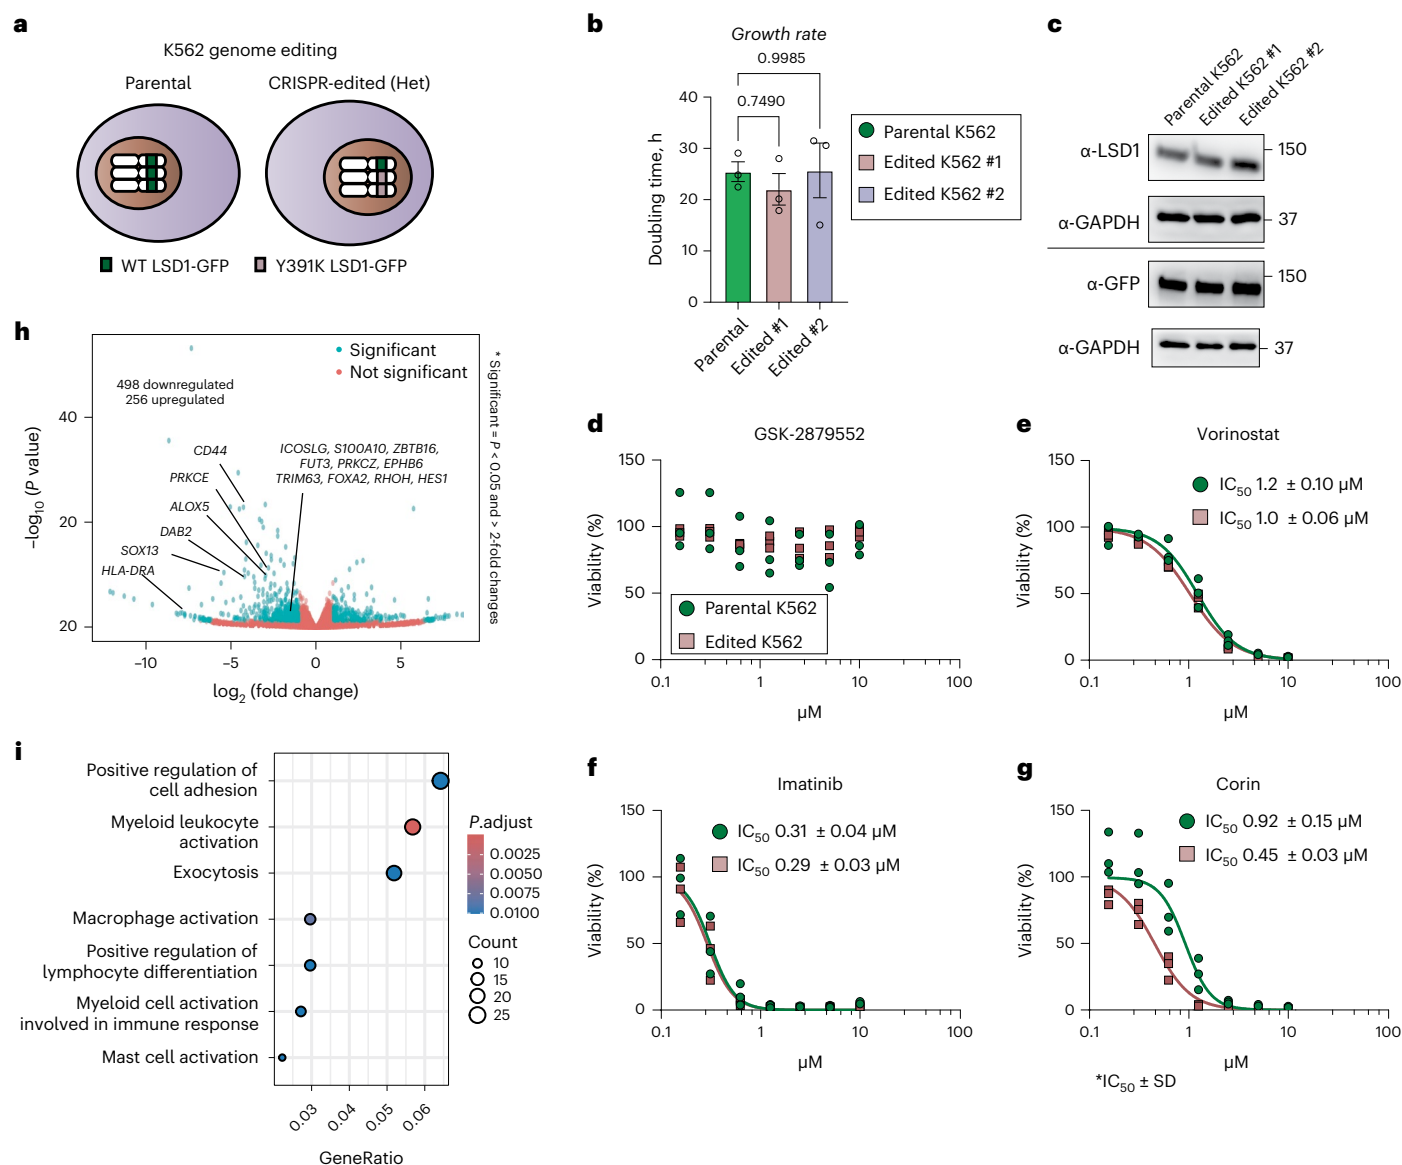 a
K562 genome editing
Parental
CRISPR-edited (Het)
WT LSD1-GFP
Y391K LSD1-GFP
b
Growth rate
0.9985
0.7490
40
30
20
10
0
Doubling time, h
Parental
Edited #1
Edited #2
Parental K562
Edited K562 #1
Edited K562 #2
c
Parental K562
Edited K562 #1
Edited K562 #2
α-LSD1
150
α-GAPDH
37
α-GFP
150
α-GAPDH
37
h
Significant
Not significant
498 downregulated
256 upregulated
40
20
20
−log10 (P value)
CD44
PRKCE
ALOX5
DAB2
SOX13
HLA-DRA
ICOSLG, S100A10, ZBTB16,
FUT3, PRKCZ, EPHB6
TRIM63, FOXA2, RHOH, HES1
−10
−5
0
5
log2 (fold change)
* Significant = P < 0.05 and > 2-fold changes
d
GSK-2879552
150
100
50
0
Viability (%)
Parental K562
Edited K562
0.1
1
10
100
µM
e
Vorinostat
150
100
50
0
Viability (%)
IC50 1.2 ± 0.10 µM
IC50 1.0 ± 0.06 µM
0.1
1
10
100
µM
i
Positive regulation of
cell adhesion
Myeloid leukocyte
activation
Exocytosis
Macrophage activation
Positive regulation of
lymphocyte differentiation
Myeloid cell activation
involved in immune response
Mast cell activation
0.03
0.04
0.05
0.06
GeneRatio
P.adjust
0.0025
0.0050
0.0075
0.0100
Count
10
15
20
25
f
Imatinib
150
100
50
0
Viability (%)
IC50 0.31 ± 0.04 µM
IC50 0.29 ± 0.03 µM
0.1
1
10
100
µM
g
Corin
150
100
50
0
Viability (%)
IC50 0.92 ± 0.15 µM
IC50 0.45 ± 0.03 µM
0.1
1
10
100
µM
*IC50 ± SD